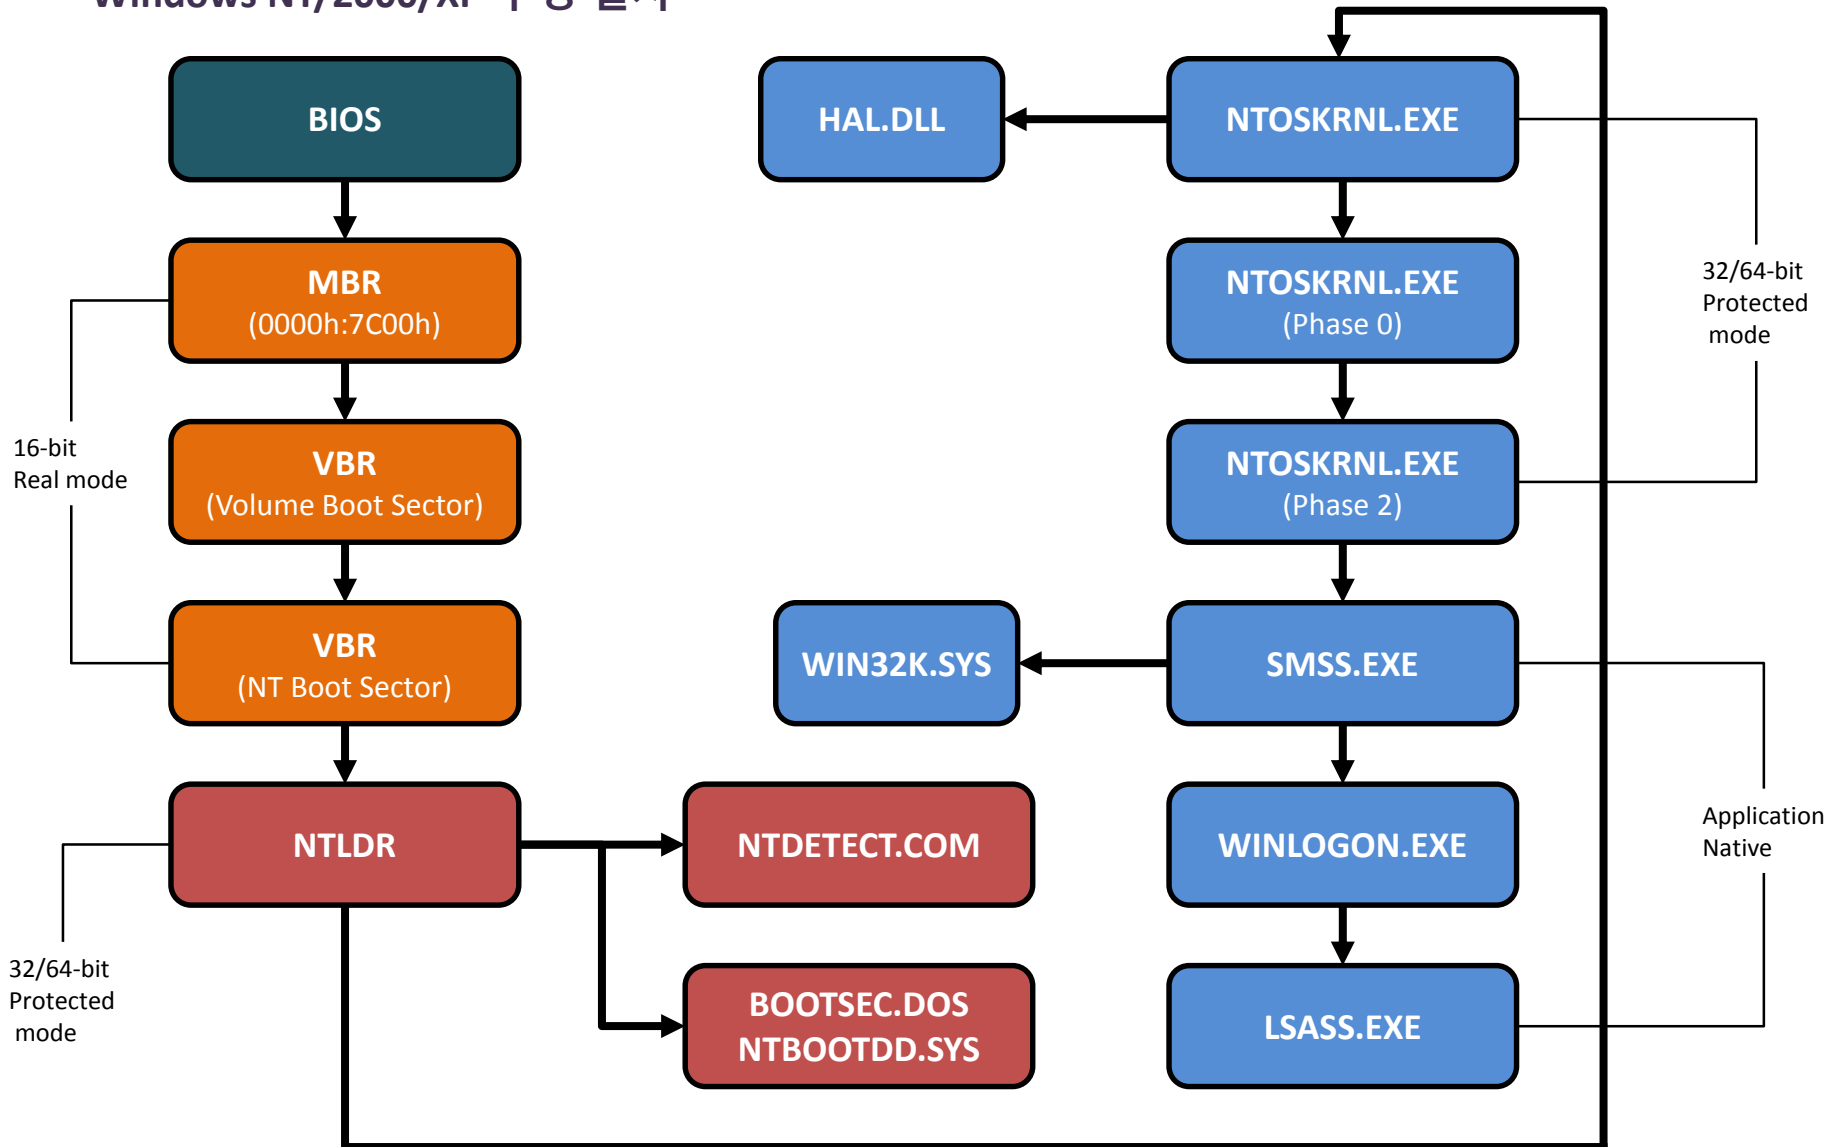 BIOS
MBR
(0000h:7C00h)
VBR
(Volume Boot Sector)
VBR
(NT Boot Sector)
NTLDR
16-bit
Real mode
32/64-bit
Protected
mode
NTDETECT.COM
BOOTSEC.DOS
NTBOOTDD.SYS
HAL.DLL
NTOSKRNL.EXE
NTOSKRNL.EXE
(Phase 0)
NTOSKRNL.EXE
(Phase 2)
WIN32K.SYS
SMSS.EXE
WINLOGON.EXE
LSASS.EXE
32/64-bit
Protected
mode
Application
Native